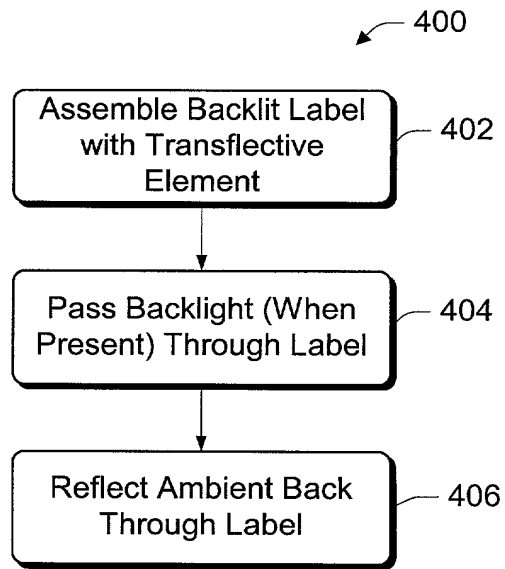 400
Assemble Backlit Label
with Transflective
Element
402
Pass Backlight (When
Present) Through Label
404
Reflect Ambient Back
Through Label
406